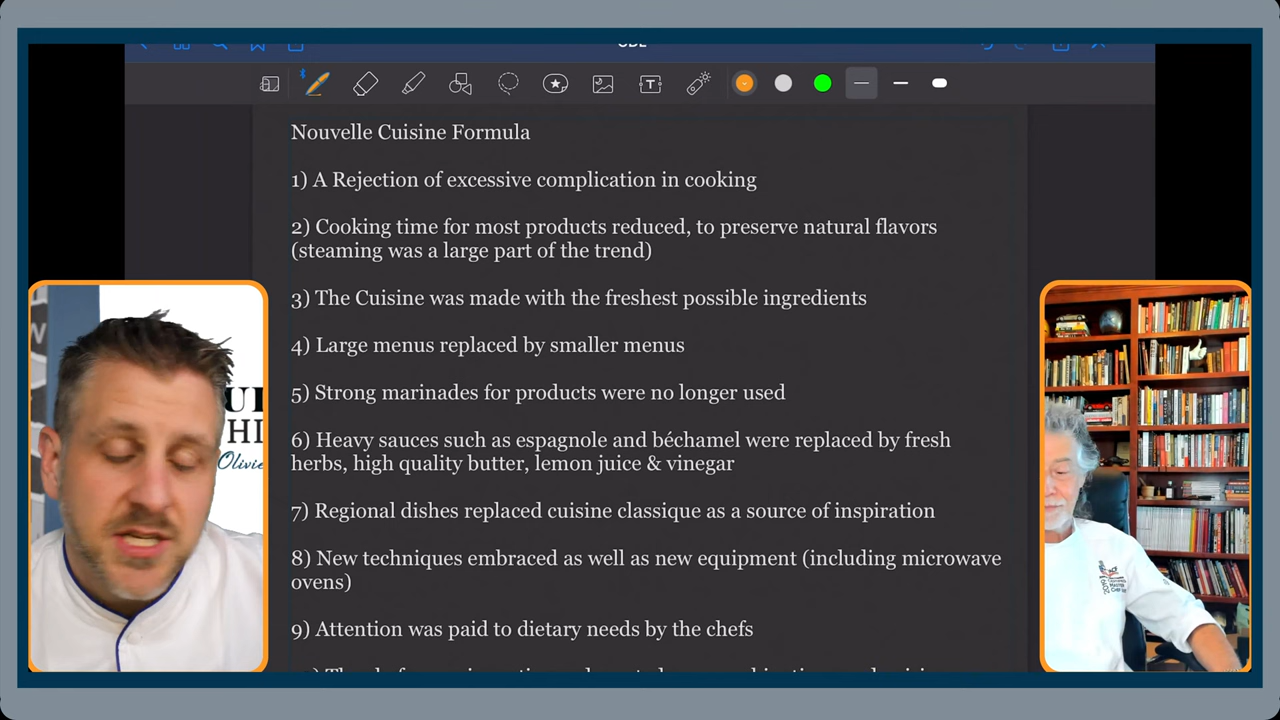 Nouvelle Cuisine Formula
1) A Rejection of excessive complication in cooking
2) Cooking time for most products reduced, to preserve natural flavors
(steaming was a large part of the trend)
3) The Cuisine was made with the freshest possible ingredients
4) Large menus replaced by smaller menus
5) Strong marinades for products were no longer used
6) Heavy sauces such as espagnole and béchamel were replaced by fresh
herbs, high quality butter, lemon juice & vinegar
7) Regional dishes replaced cuisine classique as a source of inspiration
8) New techniques embraced as well as new equipment (including microwave
ovens)
9) Attention was paid to dietary needs by the chefs